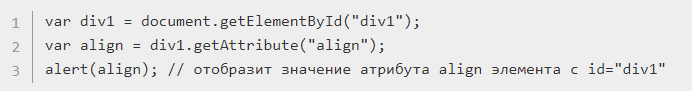 1 var div1 = document.getElementById("div1");
2 var align = div1.getAttribute("align");
3 alert(align); // отобразит значение атрибута align элемента с id="div1"